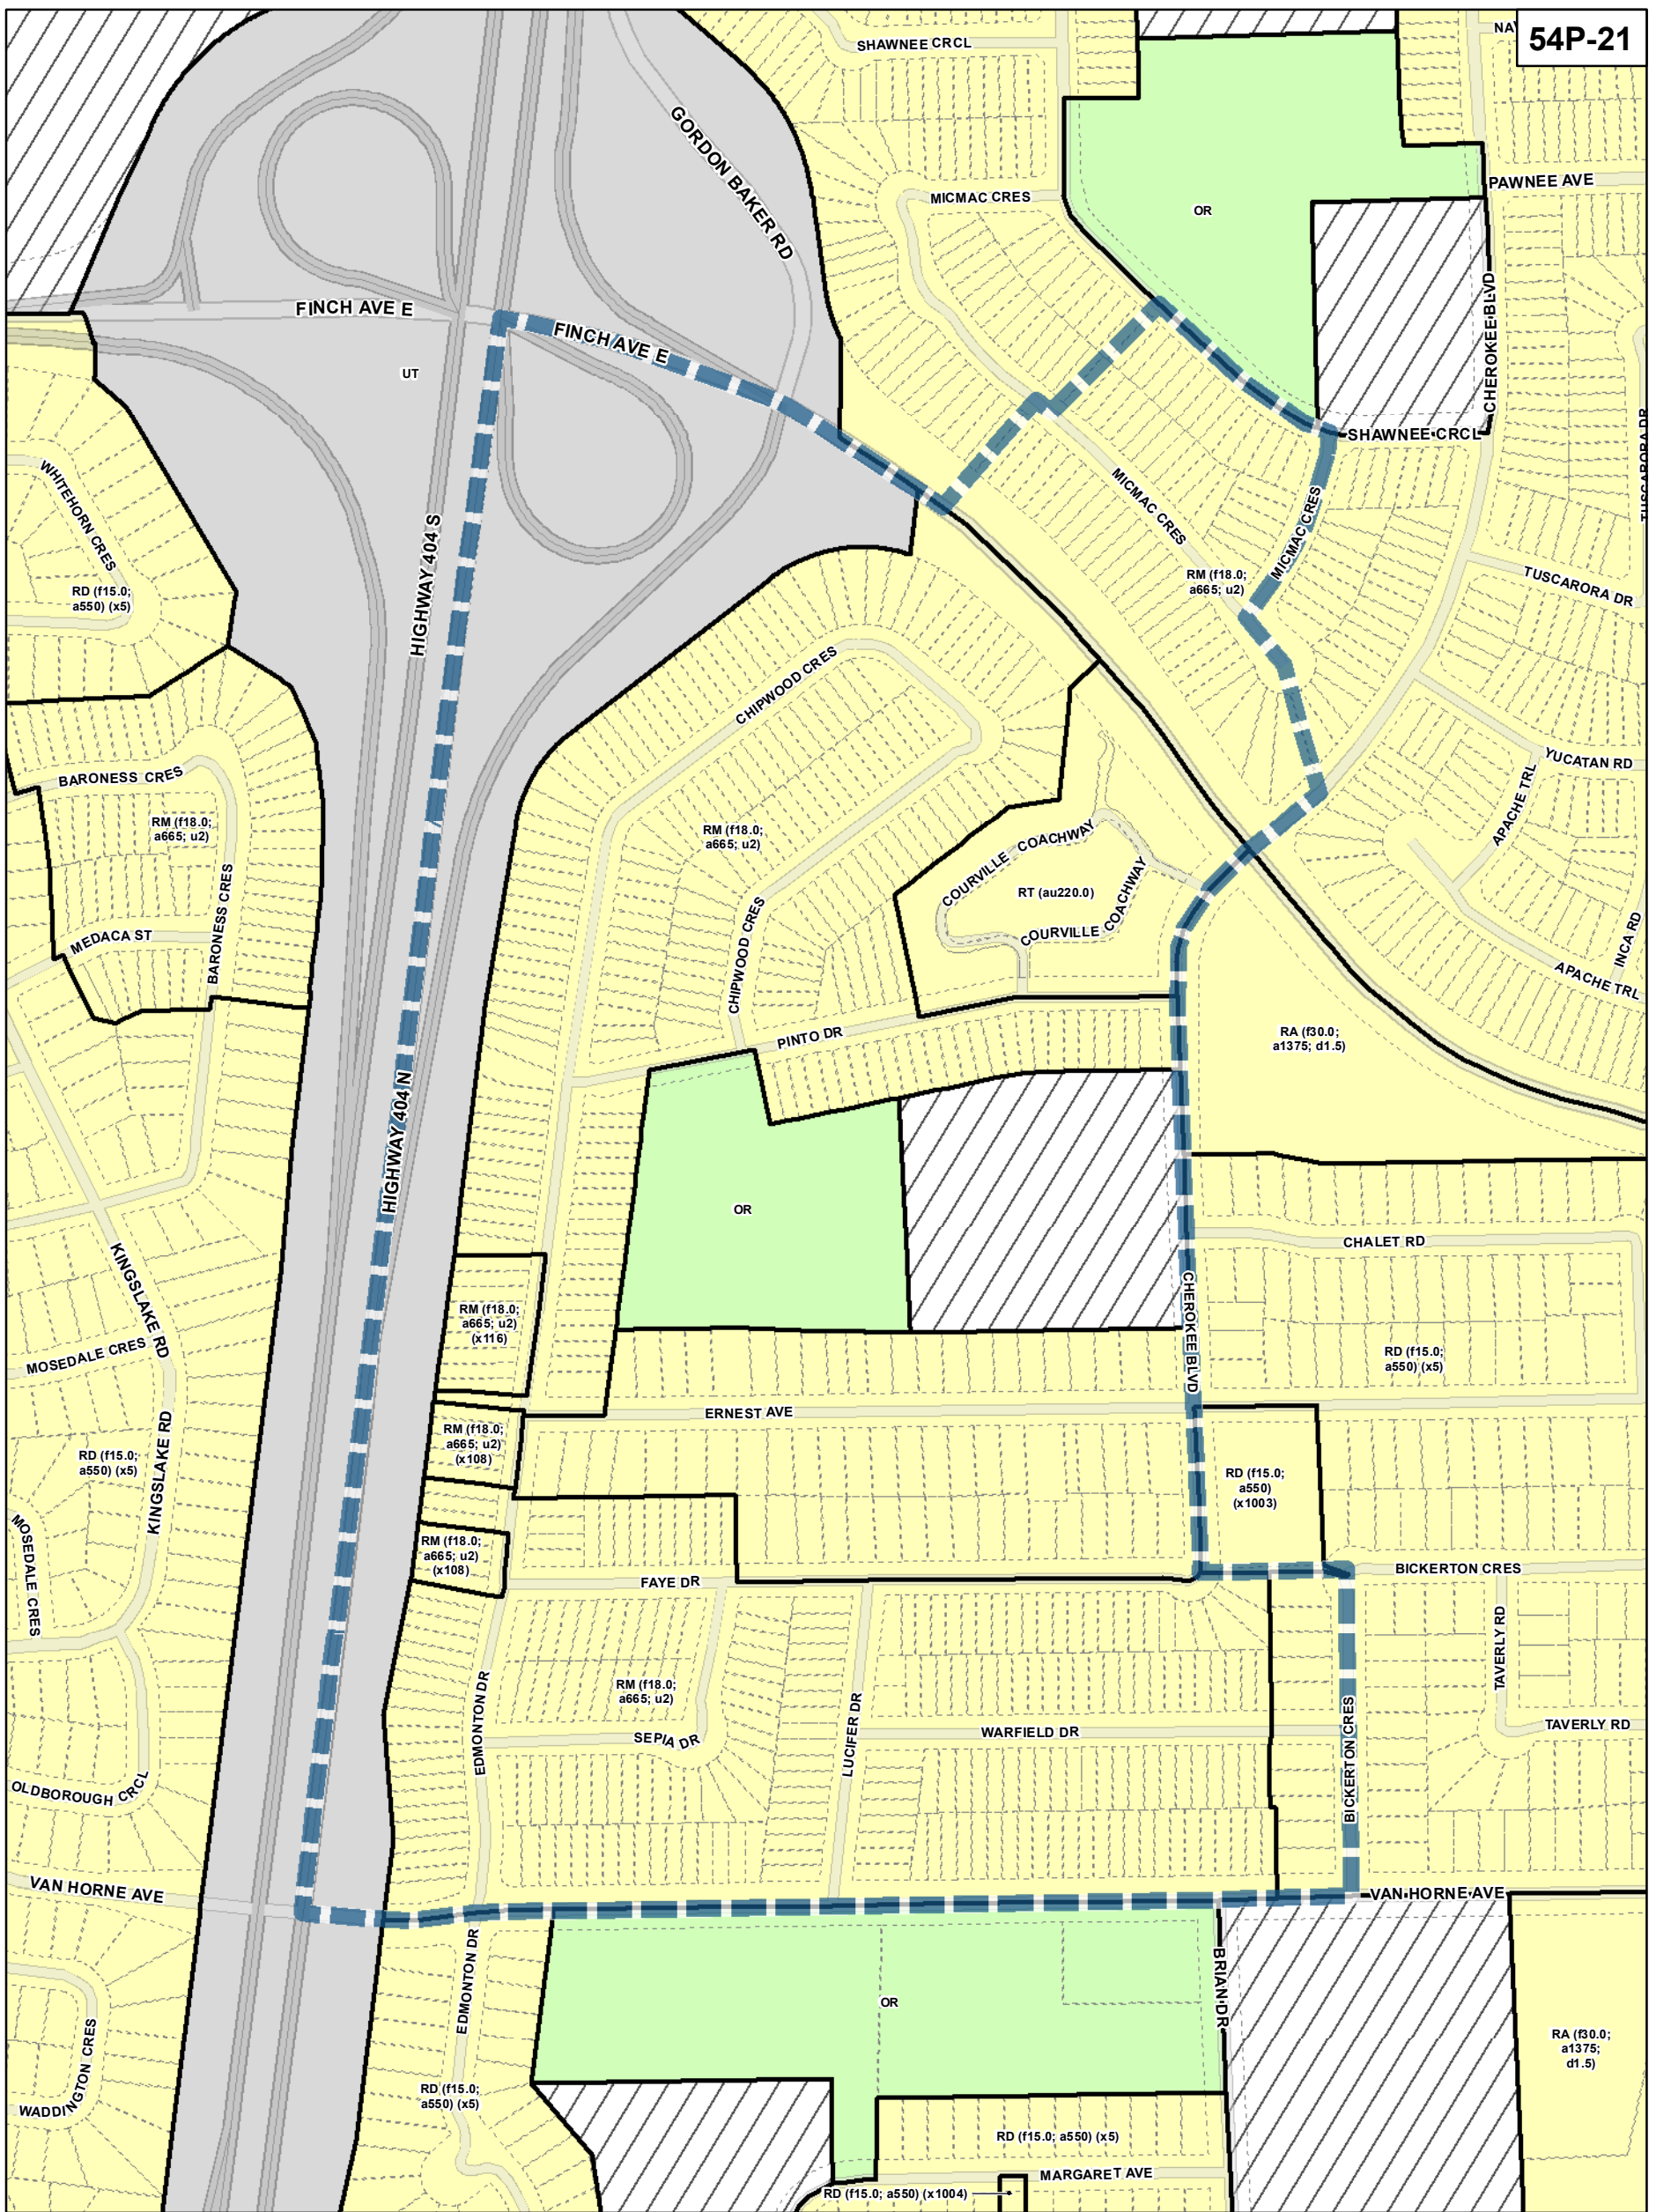 54P-21
NA
SHAWNEE CRCL
GORDON BAKER RD
PAWNEE AVE
MICMAC CRES
OR
CHEROKEE BLVD
FINCH AVE E
FINCH AVE E
UT
TUSCARORA DR
SHAWNEE CRCL
WHITEHORN CRES
MICMAC CRES
MICMAC CRES
HIGHWAY 404 S
RD (f15.0;
a550) (x5)
RM (f18.0;
a665; u2)
TUSCARORA DR
CHIPWOOD CRES
YUCATAN RD
BARONESS CRES
APACHE TRL
RM (f18.0;
a665; u2)
RM (f18.0;
a665; u2)
COURVILLE COACHWAY
RT (au220.0)
COURVILLE COACHWAY
BARONESS CRES
MEDACA ST
CHIPWOOD CRES
INCA RD
APACHE TRL
PINTO DR
RA (f30.0;
a1375; d1.5)
HIGHWAY 404 N
OR
CHALET RD
KINGSLAKE RD
RM (f18.0;
a665; u2)
(x116)
CHEROKEE BLVD
MOSEDALE CRES
RD (f15.0;
a550) (x5)
ERNEST AVE
RM (f18.0;
a665; u2)
(x108)
RD (f15.0;
a550) (x5)
KINGSLAKE RD
RD (f15.0;
a550)
(x1003)
MOSEDALE CRES
RM (f18.0;
a665; u2)
(x108)
FAYE DR
BICKERTON CRES
TAVERLY RD
RM (f18.0;
a665; u2)
EDMONTON DR
LUCIFER DR
SEPIA DR
WARFIELD DR
TAVERLY RD
BICKERTON CRES
OLDBOROUGH CRCL
VAN HORNE AVE
VAN HORNE AVE
EDMONTON DR
BRIAN DR
OR
WADDINGTON CRES
RA (f30.0;
a1375;
d1.5)
RD (f15.0;
a550) (x5)
RD (f15.0; a550) (x5)
MARGARET AVE
RD (f15.0; a550) (x1004)